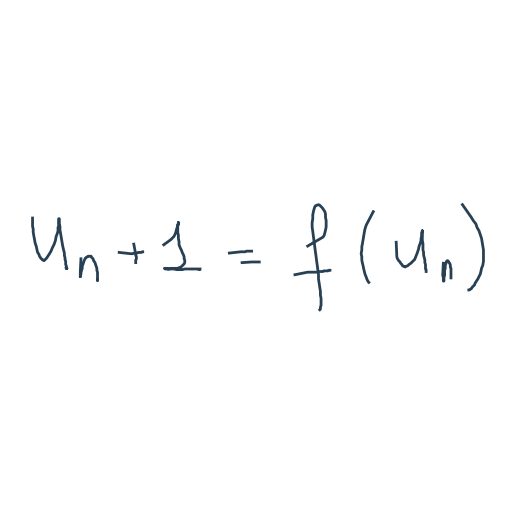 Un + 1 = f(Un)